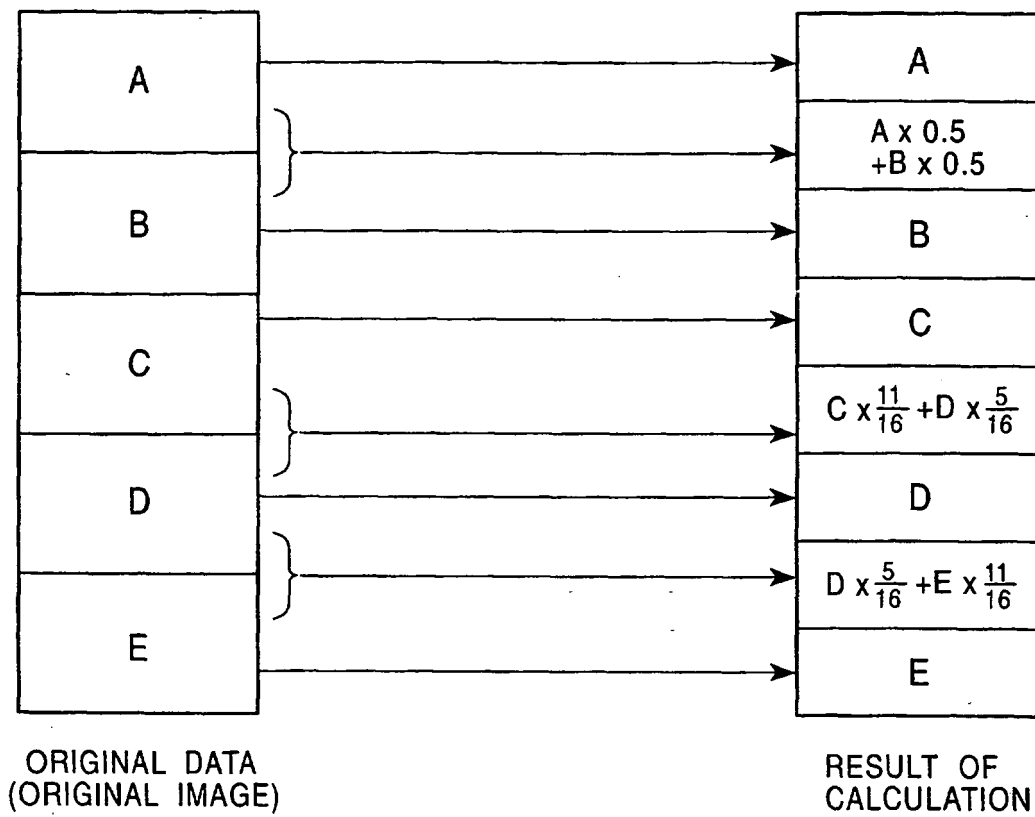 A
B
C
D
E
ORIGINAL DATA
(ORIGINAL IMAGE)
A
A x 0.5
+B x 0.5
B
C
C x 11/16 +D x 5/16
D
D x 5/16 +E x 11/16
E
RESULT OF
CALCULATION